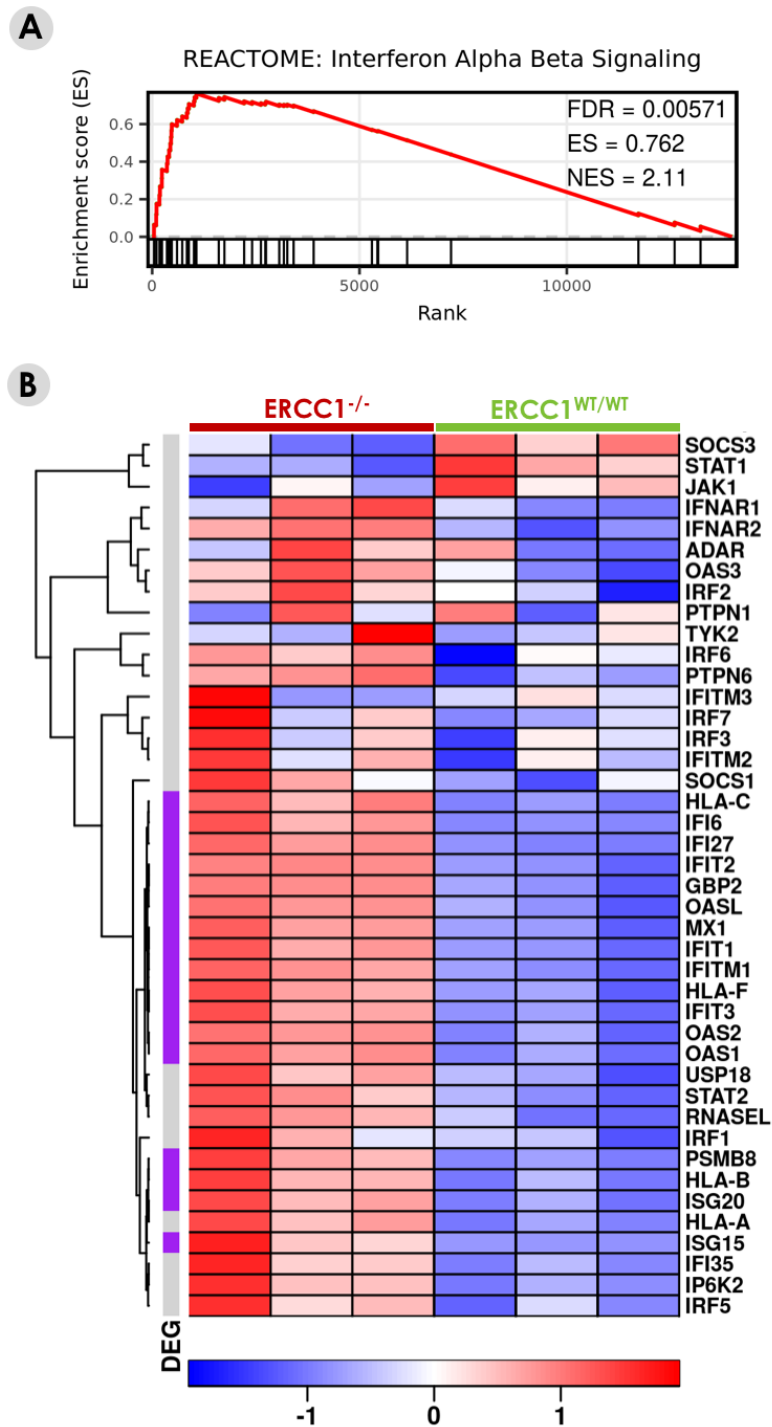 A
REACTOME: Interferon Alpha Beta Signaling
Enrichment score (ES)
0.6
0.4
0.2
0.0
FDR = 0.00571
ES = 0.762
NES = 2.11
0 5000 10000
Rank
B
ERCC1-/- ERCC1WT/WT
SOCS3
STAT1
JAK1
IFNAR1
IFNAR2
ADAR
OAS3
IRF2
PTPN1
TYK2
IRF6
PTPN6
IFITM3
IRF7
IRF3
IFITM2
SOCS1
HLA-C
IFI6
IFI27
IFIT2
GBP2
OASL
MX1
IFIT1
IFITM1
HLA-F
IFIT3
OAS2
OAS1
USP18
STAT2
RNASEL
IRF1
PSMB8
HLA-B
ISG20
HLA-A
ISG15
IFI35
IP6K2
IRF5
DEG
-1 0 1